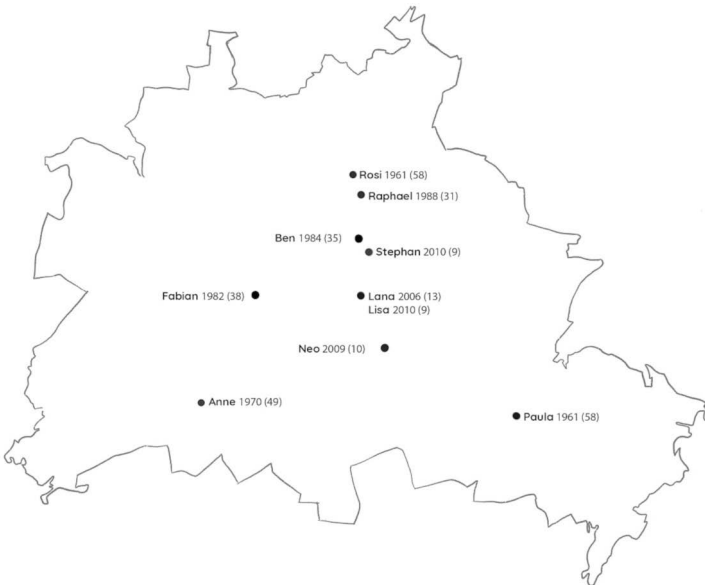 Rosi 1961 (58)
Raphael 1988 (31)
Ben 1984 (35)
Stephan 2010 (9)
Fabian 1982 (38)
Lana 2006 (13)
Lisa 2010 (9)
Neo 2009 (10)
Anne 1970 (49)
Paula 1961 (58)